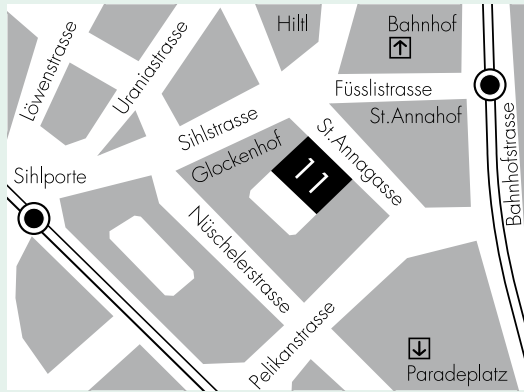 Hiltl
Bahnhof
Löwenstrasse
Uraniastrasse
Füsslistrasse
St.Annahof
Sihlstrasse
St.Annagasse
Glockenhof
11
Bahnhofstrasse
Sihlporte
Nüschelerstrasse
Pelikanstrasse
Paradeplatz